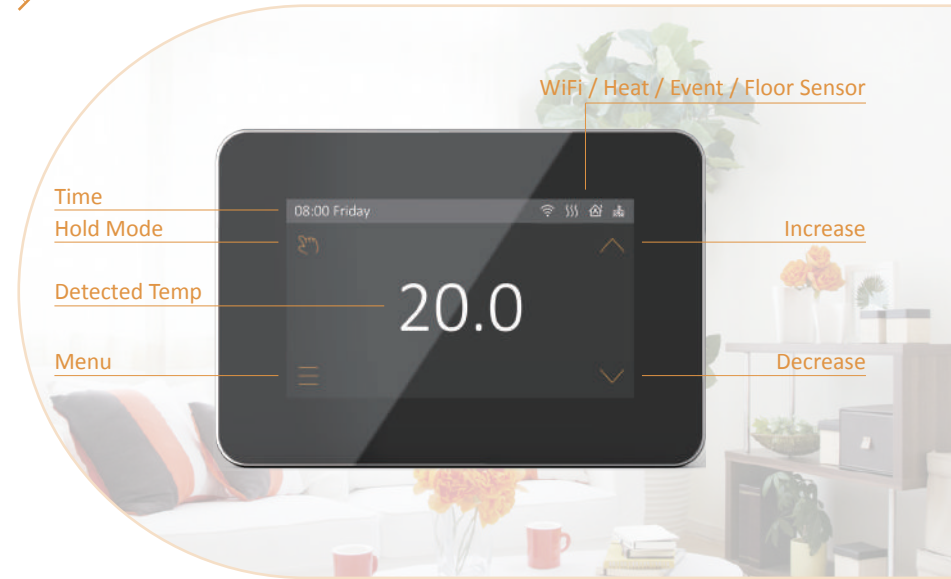 WiFi / Heat / Event / Floor Sensor
Time
08:00 Friday
Hold Mode
Increase
Detected Temp
20.0
Menu
Decrease